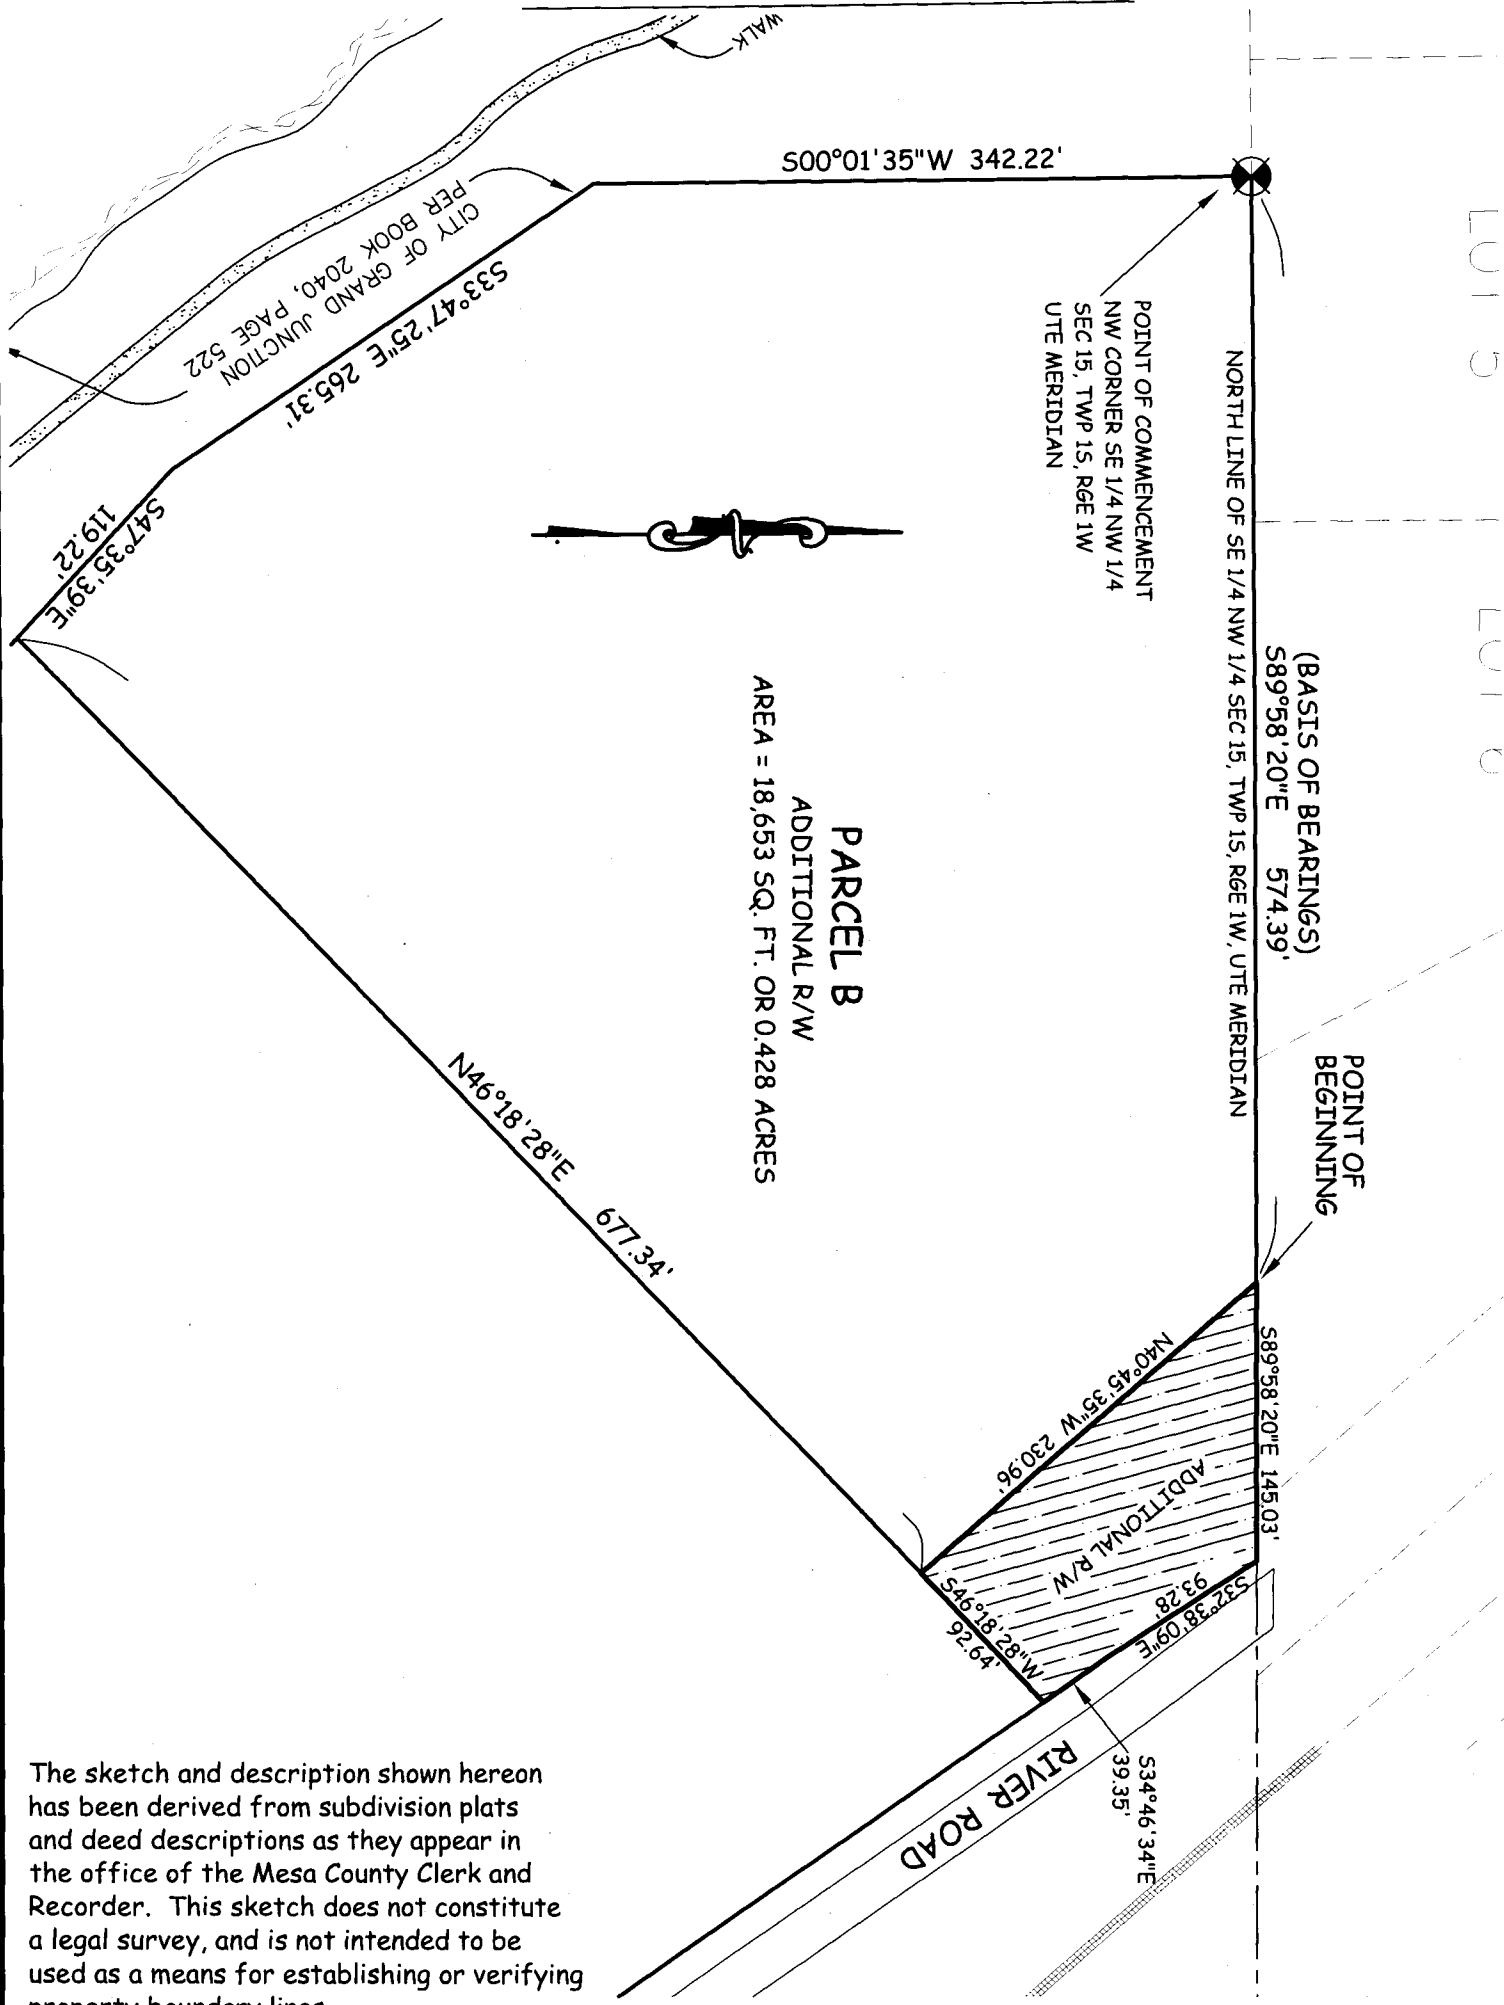 WALK
S00°01'35"W 342.22'
CITY OF GRAND JUNCTION
PER BOOK 2040, PAGE 522
S33°47'25"E 265.31'
S47°35'39"E
119.22'
POINT OF COMMENCEMENT
NW CORNER SE 1/4 NW 1/4
SEC 15, TWP 1S, RGE 1W
UTE MERIDIAN
LOT 5
(BASIS OF BEARINGS)
S89°58'20"E 574.39'
NORTH LINE OF SE 1/4 NW 1/4 SEC 15, TWP 1S, RGE 1W, UTE MERIDIAN
PARCEL B
ADDITIONAL R/W
AREA = 18,653 SQ. FT. OR 0.428 ACRES
POINT OF
BEGINNING
N46°18'28"E 677.34'
S89°58'20"E 145.03'
N40°45'35"W 230.96'
ADDITIONAL R/W
S32°38'09"E
93.28'
S46°18'28"W
92.64'
S34°46'34"E
39.35'
RIVER ROAD
The sketch and description shown hereon
has been derived from subdivision plats
and deed descriptions as they appear in
the office of the Mesa County Clerk and
Recorder. This sketch does not constitute
a legal survey, and is not intended to be
used as a means for establishing or verifying
property boundary lines